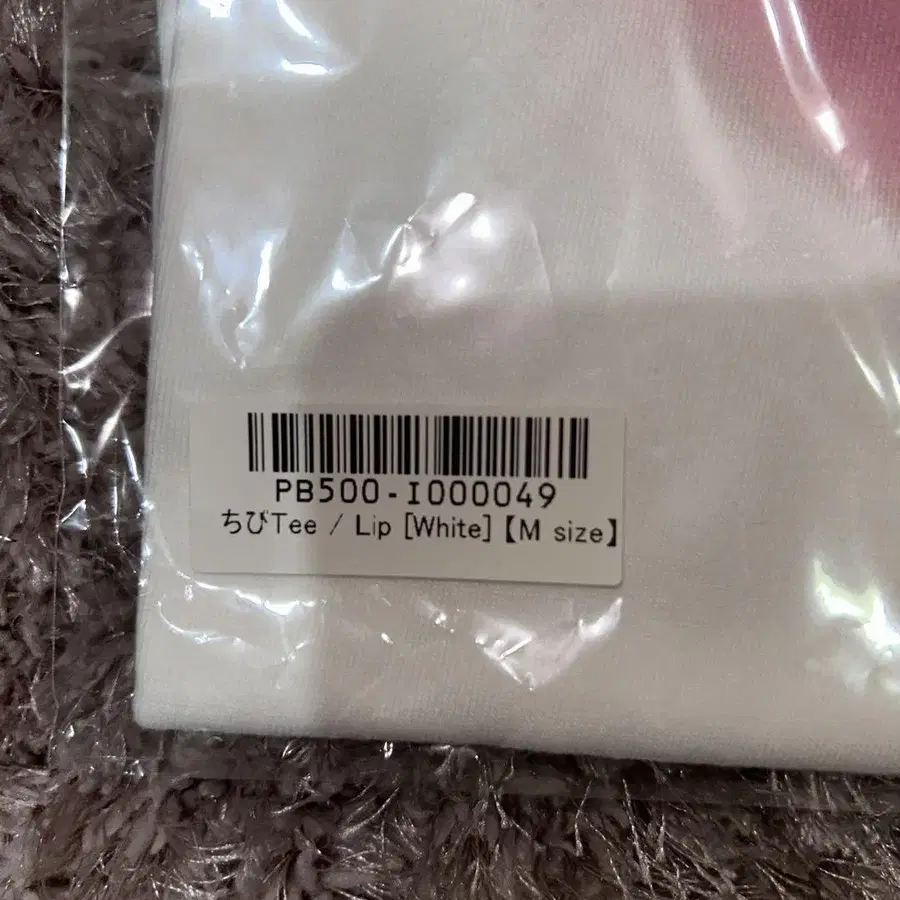 PB500-I000049
ちびTee / Lip [White]【M size】